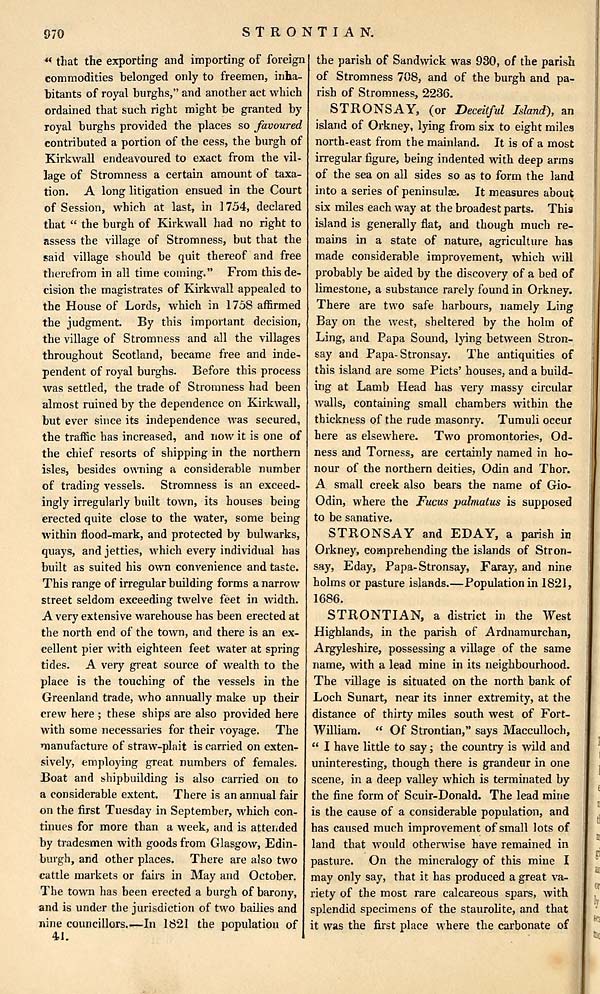 970
STRONTIAN.
“ that the exporting and importing of foreign
commodities belonged only to freemen, inha-
bitants of royal burghs,” and another act which
ordained that such right might be granted by
royal burghs provided the places so favoured
contributed a portion of the cess, the burgh of
Kirkwall endeavoured to exact from the vil-
lage of Stromness a certain amount of taxa-
tion. A long litigation ensued in the Court
of Session, which at last, in 1754, declared
that “ the burgh of Kirkwall had no right to
assess the village of Stromness, but that the
said village should be quit thereof and free
therefrom in all time coming.” From this de-
cision the magistrates of Kirkwall appealed to
the House of Lords, which in 1758 affirmed
the judgment. By this important decision,
the village of Stromness and all the villages
throughout Scotland, became free and inde-
pendent of royal burghs. Before this process
was settled, the trade of Stromness had been
almost ruined by the dependence on Kirkwall,
but ever since its independence was secured,
the traffic has increased, and now it is one of
the chief resorts of shipping in the northern
isles, besides owning a considerable number
of trading vessels. Stromness is an exceed-
ingly irregularly built town, its houses being
erected quite close to the water, some being
within flood-mark, and protected by bulwarks,
quays, and jetties, which every individual has
built as suited his own convenience and taste.
This range of irregular building forms a narrow
street seldom exceeding twelve feet in width.
A very extensive warehouse has been erected at
the north end of the town, and there is an ex-
cellent pier with eighteen feet water at spring
tides. A very great source of wealth to the
place is the touching of the vessels in the
Greenland trade, who annually make up their
crew here ; these ships are also provided here
with some necessaries for their voyage. The
manufacture of straw-plait is carried on exten-
sively, employing great numbers of females.
Boat and shipbuilding is also carried on to
a considerable extent. There is an annual fair
on the first Tuesday in September, which con-
tinues for more than a week, and is attended
by tradesmen with goods from Glasgow, Edin-
burgh, and other places. There are also two
cattle markets or fairs in May and October.
The town has been erected a burgh of barony,
and is under the jurisdiction of two bailies and
nine councillors.—In 1821 the population of
41.
the parish of Sandwick was 930, of the parish
of Stromness 708, and of the burgh and pa-
rish of Stromness, 2236.
STRONSAY, (or Deceitful Island), an
island of Orkney, lying from six to eight miles
north-east from the mainland. It is of a most
irregular figure, being indented with deep arms
of the sea on all sides so as to form the land
into a series of peninsulæ. It measures about
six miles each way at the broadest parts. This
island is generally flat, and though much re-
mains in a state of nature, agriculture has
made considerable improvement, which will
probably be aided by the discovery of a bed of
limestone, a substance rarely found in Orkney.
There are two safe harbours, namely Ling
Bay on the west, sheltered by the holm of
Ling, and Papa Sound, lying between Stron-
say and Papa-Stronsay. The antiquities of
this island are some Picts' houses, and a build-
ing at Lamb Head has very massy circular
walls, containing small chambers within the
thickness of the rude masonry. Tumuli occur
here as elsewhere. Two promontories, Od-
ness and Torness, are certainly named in ho-
nour of the northern deities, Odin and Thor.
A small creek also bears the name of Gio-
Odin, where the Fucus palmatus is supposed
to be sanative.
STRONSAY and EDAY, a parish in
Orkney, comprehending the islands of Stron-
say, Eday, Papa-Stronsay, Faray, and nine
holms or pasture islands.—Population in 1821,
1686.
STRONTIAN, a district in the West
Highlands, in the parish of Ardnamurchan,
Argyleshire, possessing a village of the same
name, with a lead mine in its neighbourhood.
The village is situated on the north bank of
Loch Sunart, near its inner extremity, at the
distance of thirty miles south west of Fort-
William. “ Of Strontian,” says Macculloch,
“ I have little to say ; the country is wild and
uninteresting, though there is grandeur in one
scene, in a deep valley which is terminated by
the fine form of Scuir-Donald. The lead mine
is the cause of a considerable population, and
has caused much improvement of small lots of
land that would otherwise have remained in
pasture. On the mineralogy of this mine I
may only say, that it has produced a great va-
riety of the most rare calcareous spars, with
splendid specimens of the staurolite, and that
it was the first place where the carbonate of